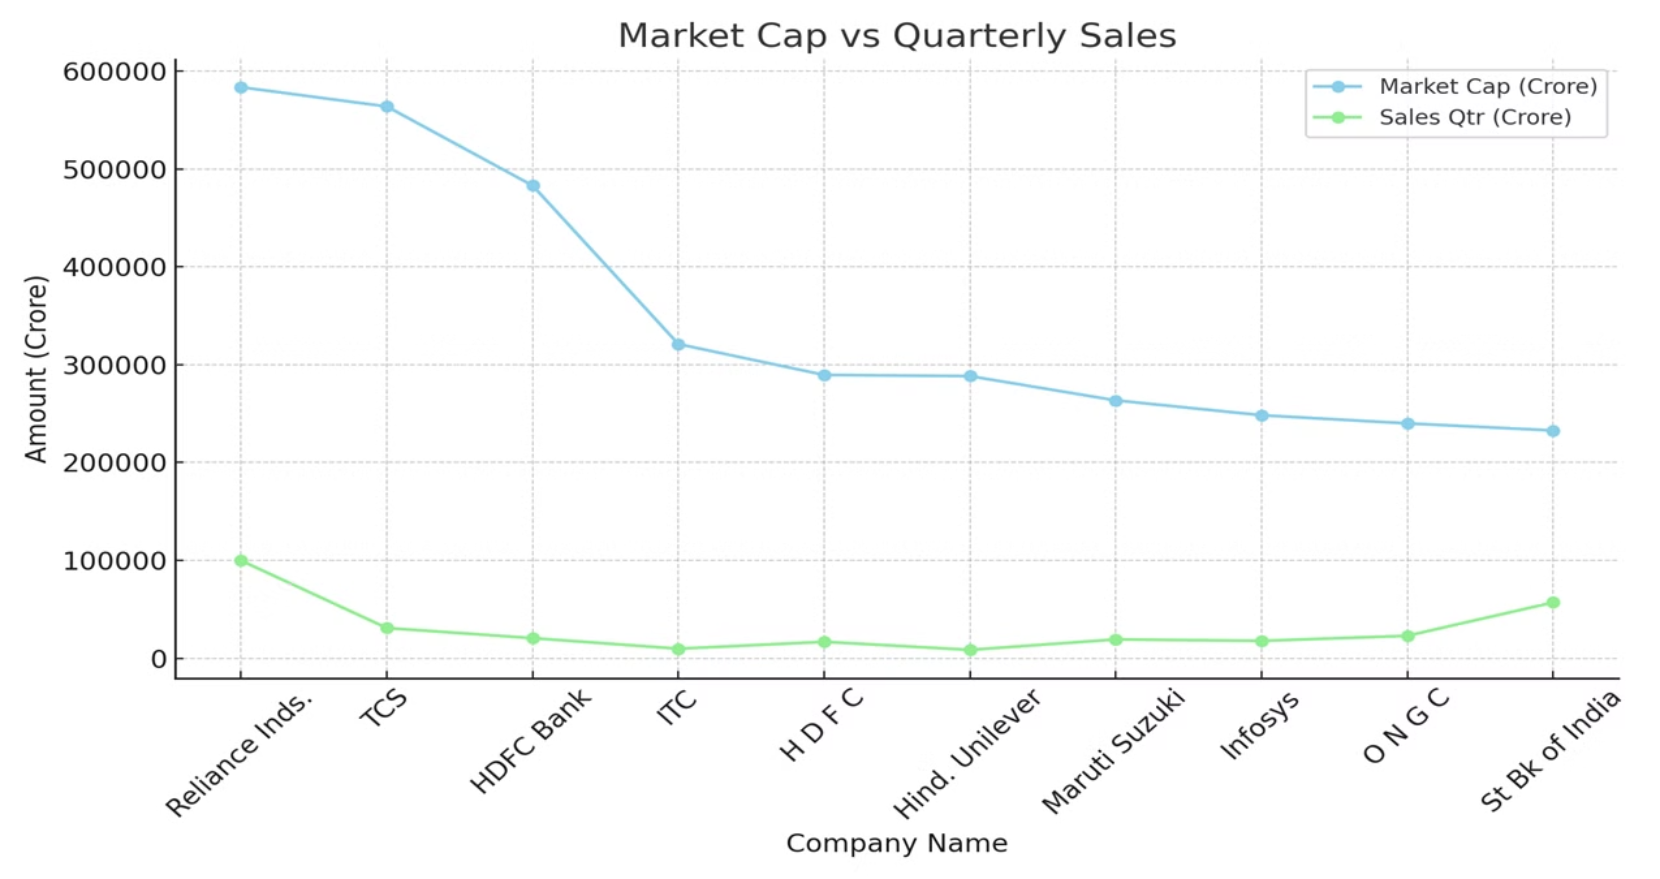 Market Cap vs Quarterly Sales
Market Cap (Crore)
Sales Qtr (Crore)
Amount (Crore)
600000
500000
400000
300000
200000
100000
0
Reliance Inds.
TCS
HDFC Bank
ITC
H D F C
Hind. Unilever
Maruti Suzuki
Infosys
O N G C
St Bk of India
Company Name